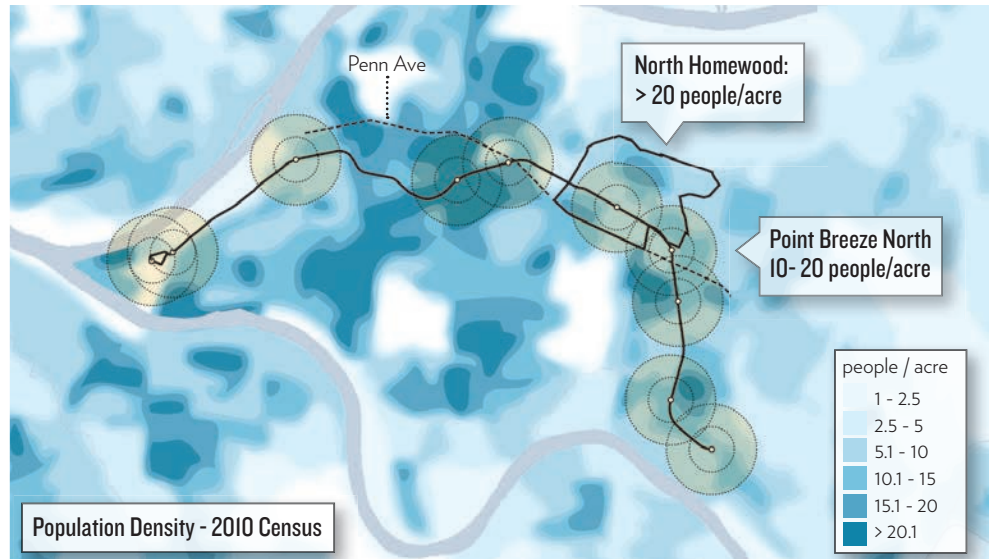 Penn Ave
North Homewood:
> 20 people/acre
Point Breeze North
10- 20 people/acre
people / acre
1 - 2.5
2.5 - 5
5.1 - 10
10.1 - 15
15.1 - 20
> 20.1
Population Density - 2010 Census